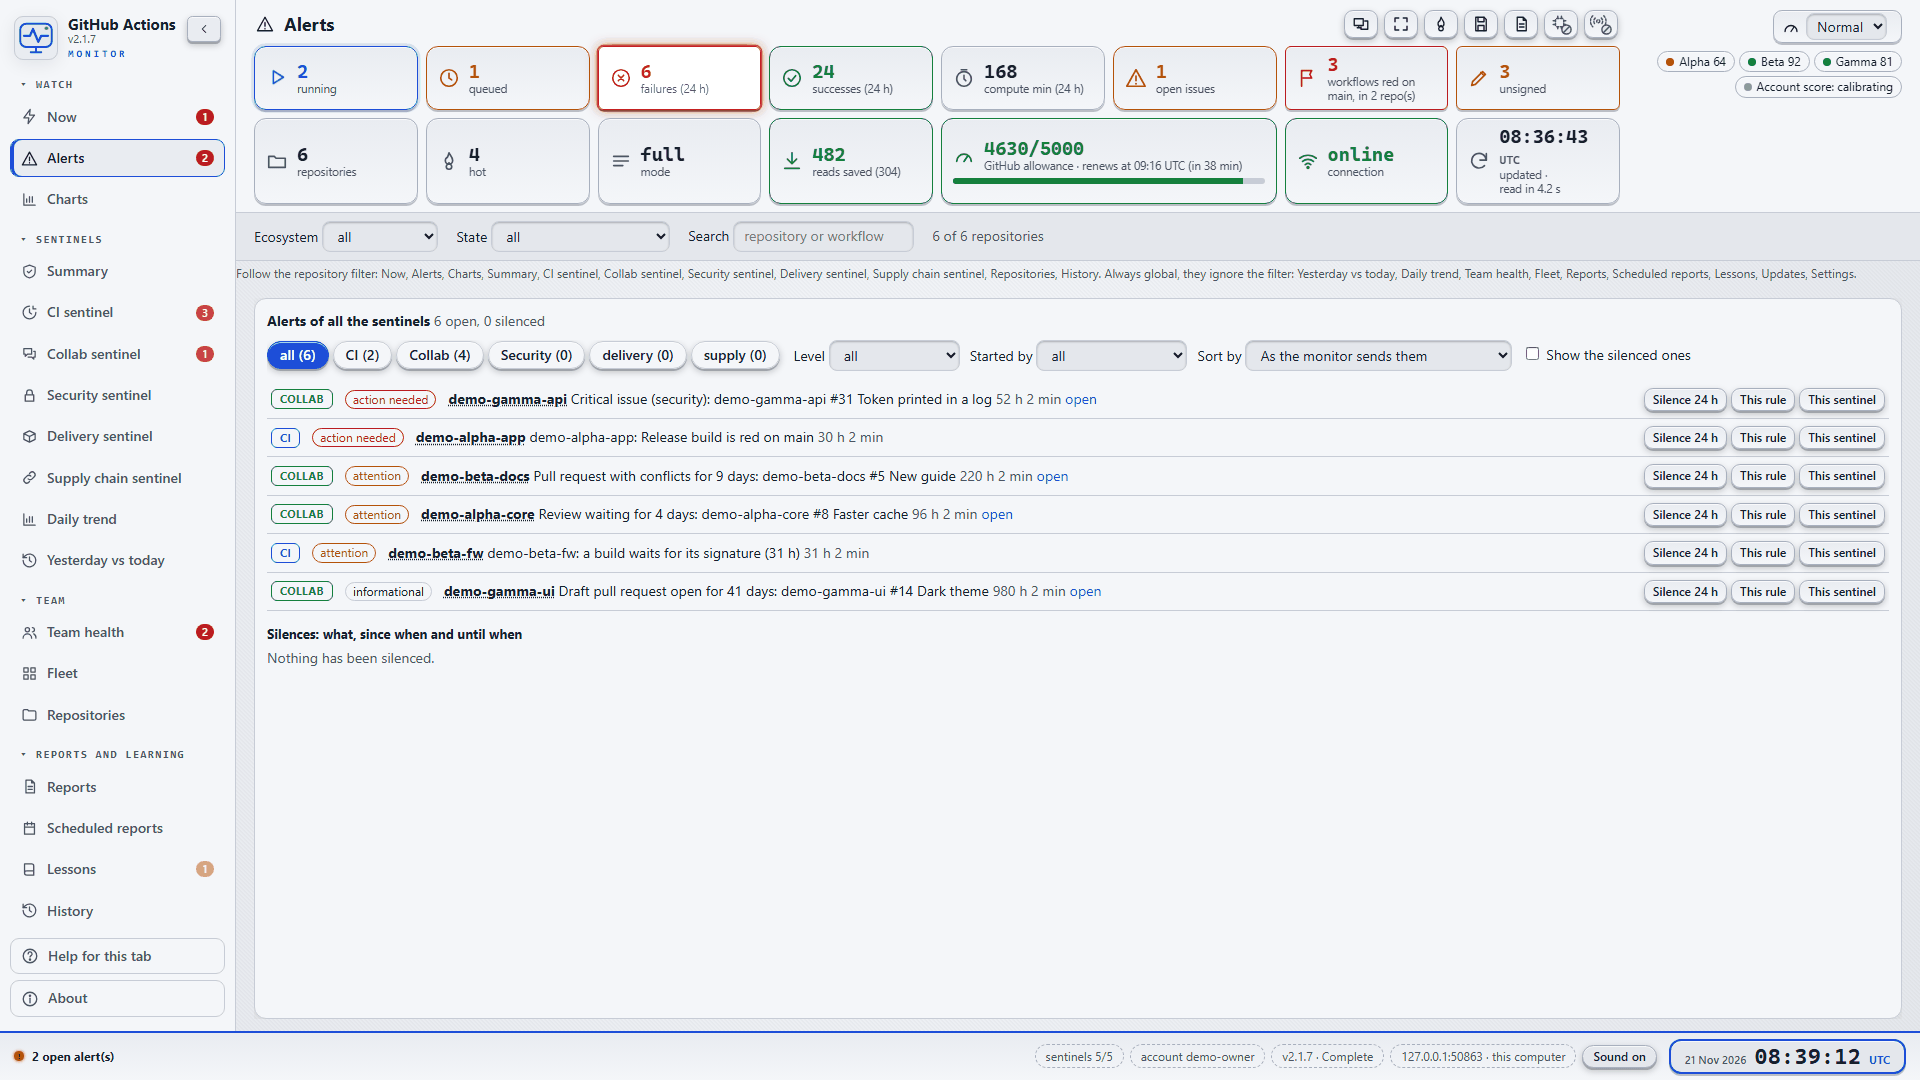 GitHub Actions
v2.1.7
MONITOR
WATCH
Now 1
Alerts 2
Charts
SENTINELS
Summary
CI sentinel 3
Collab sentinel 1
Security sentinel
Delivery sentinel
Supply chain sentinel
Daily trend
Yesterday vs today
TEAM
Team health 2
Fleet
Repositories
REPORTS AND LEARNING
Reports
Scheduled reports
Lessons 1
History
Help for this tab
About
Alerts
Normal
Alpha 64 Beta 92 Gamma 81
Account score: calibrating
2
running
1
queued
6
failures (24 h)
24
successes (24 h)
168
compute min (24 h)
1
open issues
3
workflows red on
main, in 2 repo(s)
3
unsigned
6
repositories
4
hot
full
mode
482
reads saved (304)
4630/5000
GitHub allowance · renews at 09:16 UTC (in 38 min)
online
connection
08:36:43
UTC
updated ·
read in 4.2 s
Ecosystem all State all Search repository or workflow 6 of 6 repositories
Follow the repository filter: Now, Alerts, Charts, Summary, CI sentinel, Collab sentinel, Security sentinel, Delivery sentinel, Supply chain sentinel, Repositories, History. Always global, they ignore the filter: Yesterday vs today, Daily trend, Team health, Fleet, Reports, Scheduled reports, Lessons, Updates, Settings.
Alerts of all the sentinels 6 open, 0 silenced
all (6) CI (2) Collab (4) Security (0) delivery (0) supply (0) Level all Started by all Sort by As the monitor sends them Show the silenced ones
COLLAB action needed demo-gamma-api Critical issue (security): demo-gamma-api #31 Token printed in a log 52 h 2 min open Silence 24 h This rule This sentinel
CI action needed demo-alpha-app demo-alpha-app: Release build is red on main 30 h 2 min Silence 24 h This rule This sentinel
COLLAB attention demo-beta-docs Pull request with conflicts for 9 days: demo-beta-docs #5 New guide 220 h 2 min open Silence 24 h This rule This sentinel
COLLAB attention demo-alpha-core Review waiting for 4 days: demo-alpha-core #8 Faster cache 96 h 2 min open Silence 24 h This rule This sentinel
CI attention demo-beta-fw demo-beta-fw: a build waits for its signature (31 h) 31 h 2 min Silence 24 h This rule This sentinel
COLLAB informational demo-gamma-ui Draft pull request open for 41 days: demo-gamma-ui #14 Dark theme 980 h 2 min open Silence 24 h This rule This sentinel
Silences: what, since when and until when
Nothing has been silenced.
2 open alert(s) sentinels 5/5 account demo-owner v2.1.7 · Complete 127.0.0.1:50863 · this computer Sound on 21 Nov 2026 08:39:12 UTC